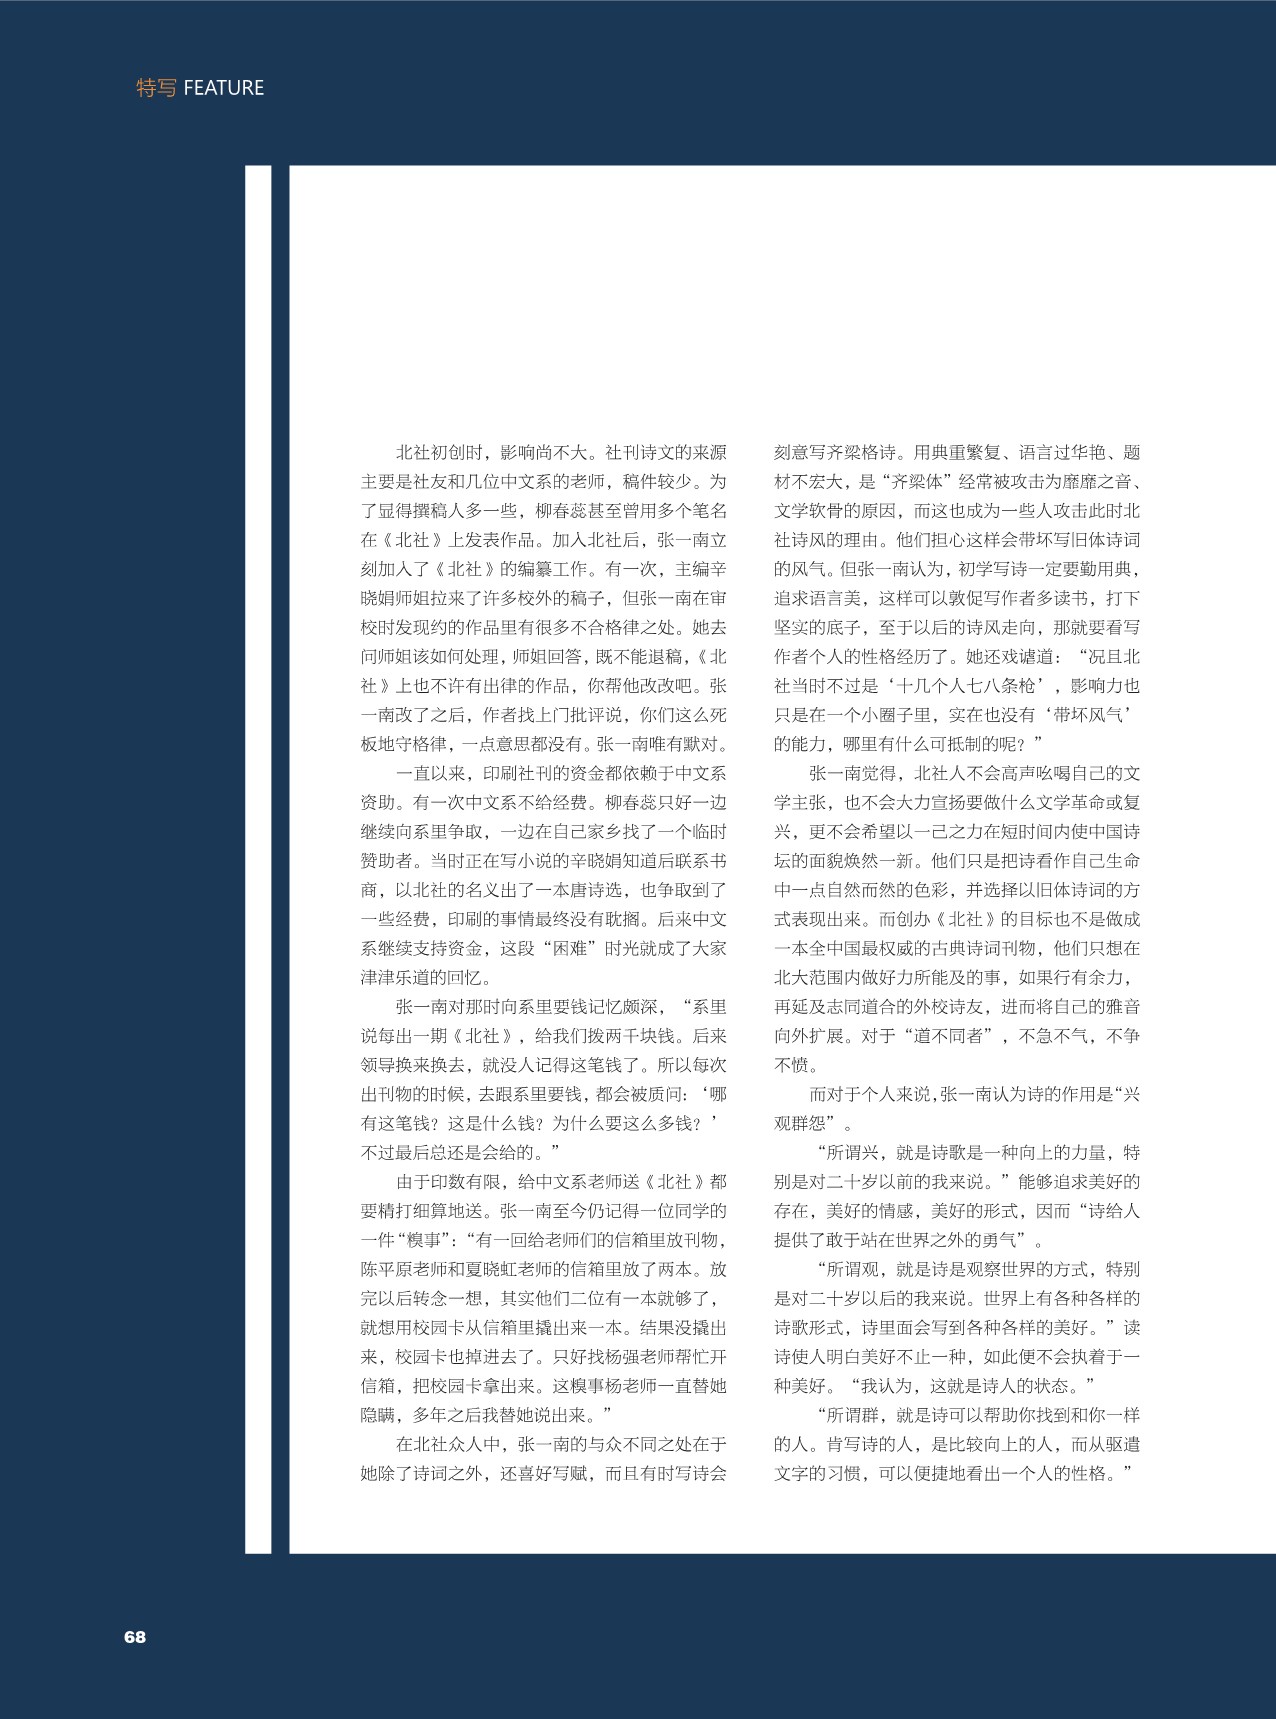 特写 FEATURE
北社初创时，影响尚不大。社刊诗文的来源
主要是社友和几位中文系的老师，稿件较少。为
了显得撰稿人多一些，柳春蕊甚至曾用多个笔名
在《北社》上发表作品。加入北社后，张一南立
刻加入了《北社》的编纂工作。有一次，主编辛
晓娟师姐拉来了许多校外的稿子，但张一南在审
校时发现约的作品里有很多不合格律之处。她去
问师姐该如何处理，师姐回答，既不能退稿，《北
社》上也不许有出律的作品，你帮他改改吧。张
一南改了之后，作者找上门批评说，你们这么死
板地守格律，一点意思都没有。张一南唯有默对。
一直以来，印刷社刊的资金都依赖于中文系
资助。有一次中文系不给经费。柳春蕊只好一边
继续向系里争取，一边在自己家乡找了一个临时
赞助者。当时正在写小说的辛晓娟知道后联系书
商，以北社的名义出了一本唐诗选，也争取到了
一些经费，印刷的事情最终没有耽搁。后来中文
系继续支持资金，这段“困难”时光就成了大家
津津乐道的回忆。
张一南对那时向系里要钱记忆颇深，“系里
说每出一期《北社》，给我们拨两千块钱。后来
领导换来换去，就没人记得这笔钱了。所以每次
出刊物的时候，去跟系里要钱，都会被质问：‘哪
有这笔钱？这是什么钱？为什么要这么多钱？’
不过最后总还是会给的。”
由于印数有限，给中文系老师送《北社》都
要精打细算地送。张一南至今仍记得一位同学的
一件“糗事”：“有一回给老师们的信箱里放刊物，
陈平原老师和夏晓虹老师的信箱里放了两本。放
完以后转念一想，其实他们二位有一本就够了，
就想用校园卡从信箱里撬出来一本。结果没撬出
来，校园卡也掉进去了。只好找杨强老师帮忙开
信箱，把校园卡拿出来。这糗事杨老师一直替她
隐瞒，多年之后我替她说出来。”
在北社众人中，张一南的与众不同之处在于
她除了诗词之外，还喜好写赋，而且有时写诗会
刻意写齐梁格诗。用典重繁复、语言过华艳、题
材不宏大，是“齐梁体”经常被攻击为靡靡之音、
文学软骨的原因，而这也成为一些人攻击此时北
社诗风的理由。他们担心这样会带坏写旧体诗词
的风气。但张一南认为，初学写诗一定要勤用典，
追求语言美，这样可以敦促写作者多读书，打下
坚实的底子，至于以后的诗风走向，那就要看写
作者个人的性格经历了。她还戏谑道：“况且北
社当时不过是‘十几个人七八条枪’，影响力也
只是在一个小圈子里，实在也没有‘带坏风气’
的能力，哪里有什么可抵制的呢？”
张一南觉得，北社人不会高声吆喝自己的文
学主张，也不会大力宣扬要做什么文学革命或复
兴，更不会希望以一己之力在短时间内使中国诗
坛的面貌焕然一新。他们只是把诗看作自己生命
中一点自然而然的色彩，并选择以旧体诗词的方
式表现出来。而创办《北社》的目标也不是做成
一本全中国最权威的古典诗词刊物，他们只想在
北大范围内做好力所能及的事，如果行有余力，
再延及志同道合的外校诗友，进而将自己的雅音
向外扩展。对于“道不同者”，不急不气，不争
不愤。
而对于个人来说，张一南认为诗的作用是“兴
观群怨”。
“所谓兴，就是诗歌是一种向上的力量，特
别是对二十岁以前的我来说。”能够追求美好的
存在，美好的情感，美好的形式，因而“诗给人
提供了敢于站在世界之外的勇气”。
“所谓观，就是诗是观察世界的方式，特别
是对二十岁以后的我来说。世界上有各种各样的
诗歌形式，诗里面会写到各种各样的美好。”读
诗使人明白美好不止一种，如此便不会执着于一
种美好。“我认为，这就是诗人的状态。”
“所谓群，就是诗可以帮助你找到和你一样
的人。肯写诗的人，是比较向上的人，而从驱遣
文字的习惯，可以便捷地看出一个人的性格。”
68